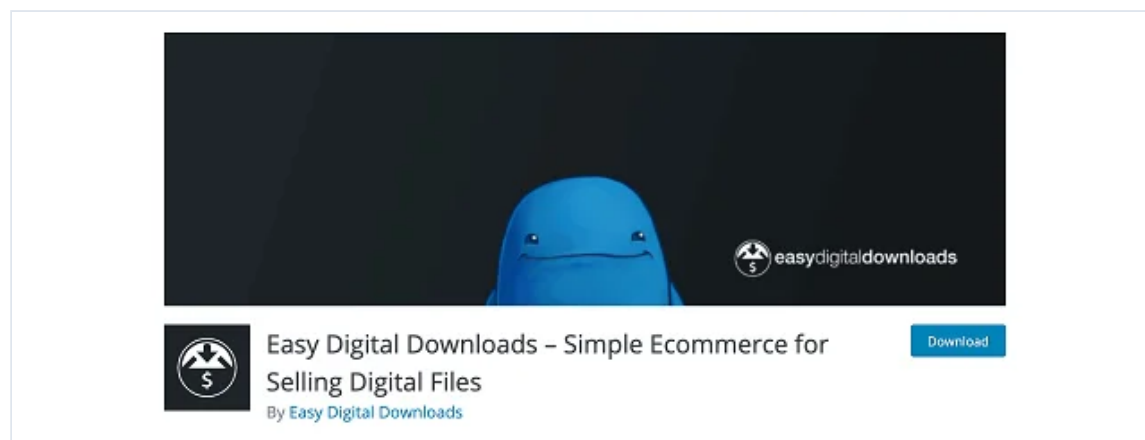 easydigitaldownloads
$
$
Easy Digital Downloads – Simple Ecommerce for
Selling Digital Files
By Easy Digital Downloads
Download